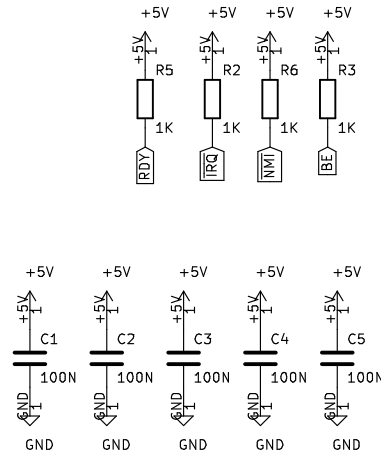 +5V +5V +5V +5V
+5V 1 +5V 1 +5V 1 +5V 1
R5 R2 R6 R3
1K 1K 1K 1K
RDY IRQ NMI BE
+5V +5V +5V +5V +5V
+5V 1 +5V 1 +5V 1 +5V 1 +5V 1
C1 C2 C3 C4 C5
100N 100N 100N 100N 100N
GND 1 GND 1 GND 1 GND 1 GND 1
GND GND GND GND GND